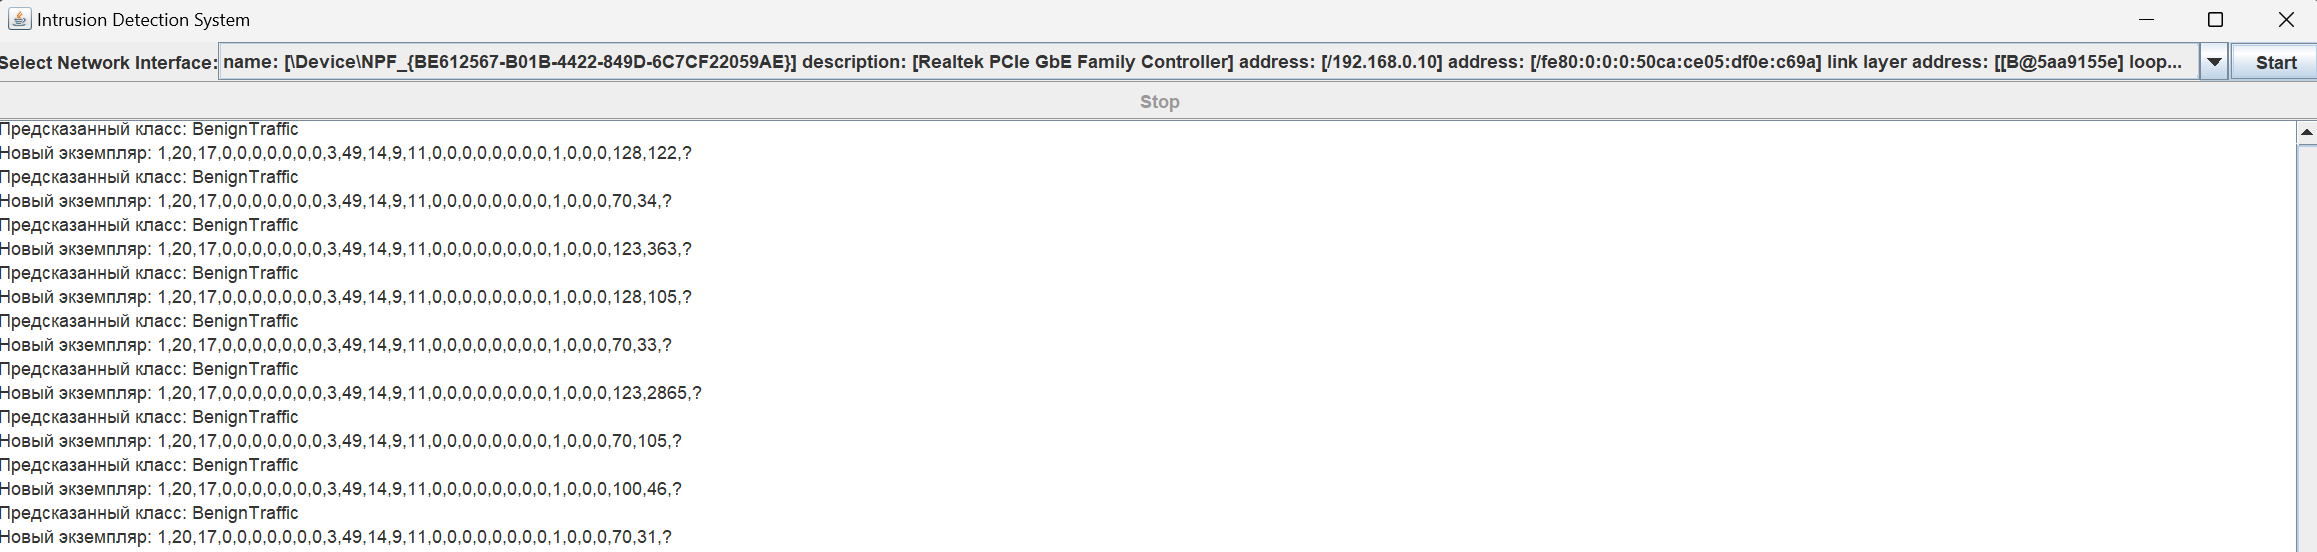 Intrusion Detection System
Select Network Interface: name: [\Device\NPF_{BE612567-B01B-4422-849D-6C7CF22059AE}] description: [Realtek PCIe GbE Family Controller] address: [/192.168.0.10] address: [/fe80:0:0:0:50ca:ce05:df0e:c69a] link layer address: [[B@5aa9155e] loop... Start
Stop
Предсказанный класс: BenignTraffic
Новый экземпляр: 1,20,17,0,0,0,0,0,0,0,3,49,14,9,11,0,0,0,0,0,0,0,0,1,0,0,0,128,122,?
Предсказанный класс: BenignTraffic
Новый экземпляр: 1,20,17,0,0,0,0,0,0,0,3,49,14,9,11,0,0,0,0,0,0,0,0,1,0,0,0,70,34,?
Предсказанный класс: BenignTraffic
Новый экземпляр: 1,20,17,0,0,0,0,0,0,0,3,49,14,9,11,0,0,0,0,0,0,0,0,1,0,0,0,123,363,?
Предсказанный класс: BenignTraffic
Новый экземпляр: 1,20,17,0,0,0,0,0,0,0,3,49,14,9,11,0,0,0,0,0,0,0,0,1,0,0,0,128,105,?
Предсказанный класс: BenignTraffic
Новый экземпляр: 1,20,17,0,0,0,0,0,0,0,3,49,14,9,11,0,0,0,0,0,0,0,0,1,0,0,0,70,33,?
Предсказанный класс: BenignTraffic
Новый экземпляр: 1,20,17,0,0,0,0,0,0,0,3,49,14,9,11,0,0,0,0,0,0,0,0,1,0,0,0,123,2865,?
Предсказанный класс: BenignTraffic
Новый экземпляр: 1,20,17,0,0,0,0,0,0,0,3,49,14,9,11,0,0,0,0,0,0,0,0,1,0,0,0,70,105,?
Предсказанный класс: BenignTraffic
Новый экземпляр: 1,20,17,0,0,0,0,0,0,0,3,49,14,9,11,0,0,0,0,0,0,0,0,1,0,0,0,100,46,?
Предсказанный класс: BenignTraffic
Новый экземпляр: 1,20,17,0,0,0,0,0,0,0,3,49,14,9,11,0,0,0,0,0,0,0,0,1,0,0,0,70,31,?